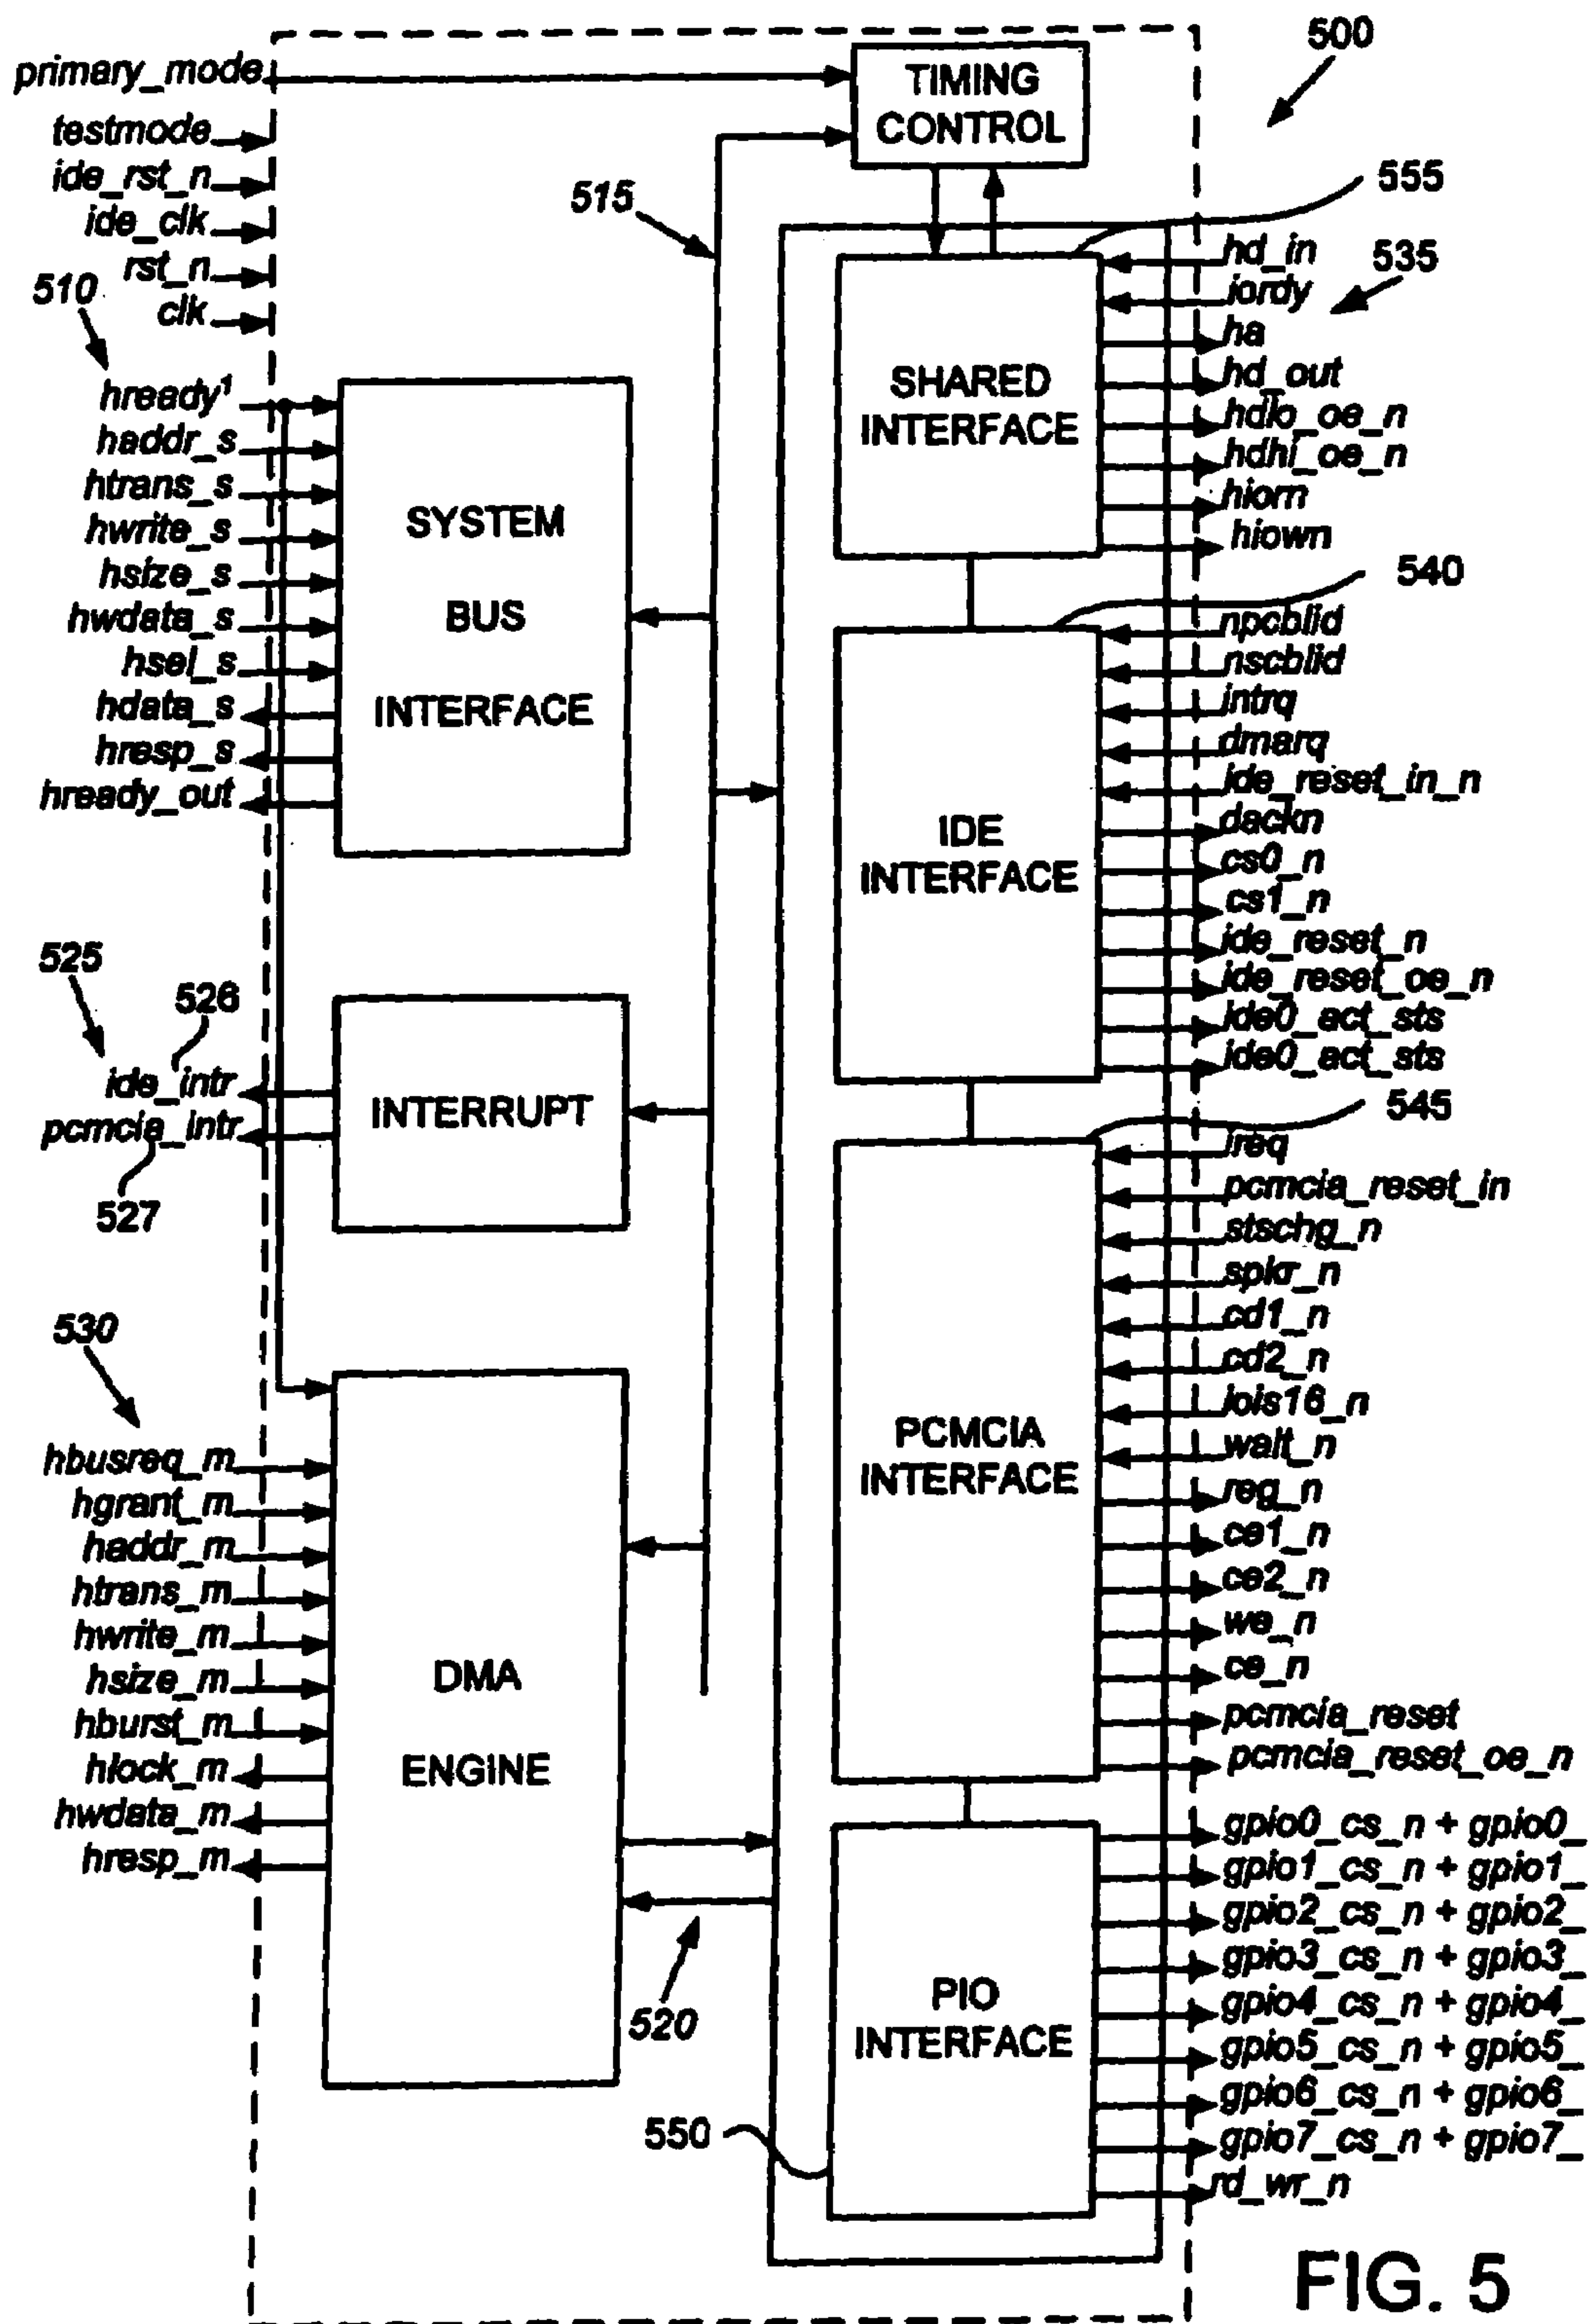 500
primary_mode
TIMING
CONTROL
testmode
ide_rst_n
ide_clk
rst_n
clk
510
hready1
haddr_s
htrans_s
hwrite_s
hsize_s
hwdata_s
hsel_s
hdata_s
hresp_s
hready_out
SYSTEM
BUS
INTERFACE
515
525
526
ide_intr
pcmcia_intr
527
INTERRUPT
530
hbusreq_m
hgrant_m
haddr_m
htrans_m
hwrite_m
hsize_m
hburst_m
hlock_m
hwdata_m
hresp_m
DMA
ENGINE
520
555
535
SHARED
INTERFACE
hd_in
iordy
ha
hd_out
hdlo_oe_n
hdhi_oe_n
hiorn
hiown
540
IDE
INTERFACE
npcblid
nscblid
intrq
dmarq
ide_reset_in_n
dackn
cs0_n
cs1_n
ide_reset_n
ide_reset_oe_n
ide0_act_sts
ide0_act_sts
545
PCMCIA
INTERFACE
ireq
pcmcia_reset_in
stschg_n
spkr_n
cd1_n
cd2_n
iois16_n
wait_n
reg_n
ce1_n
ce2_n
we_n
ce_n
pcmcia_reset
pcmcia_reset_oe_n
550
PIO
INTERFACE
gpio0_cs_n + gpio0_
gpio1_cs_n + gpio1_
gpio2_cs_n + gpio2_
gpio3_cs_n + gpio3_
gpio4_cs_n + gpio4_
gpio5_cs_n + gpio5_
gpio6_cs_n + gpio6_
gpio7_cs_n + gpio7_
rd_wr_n
FIG. 5